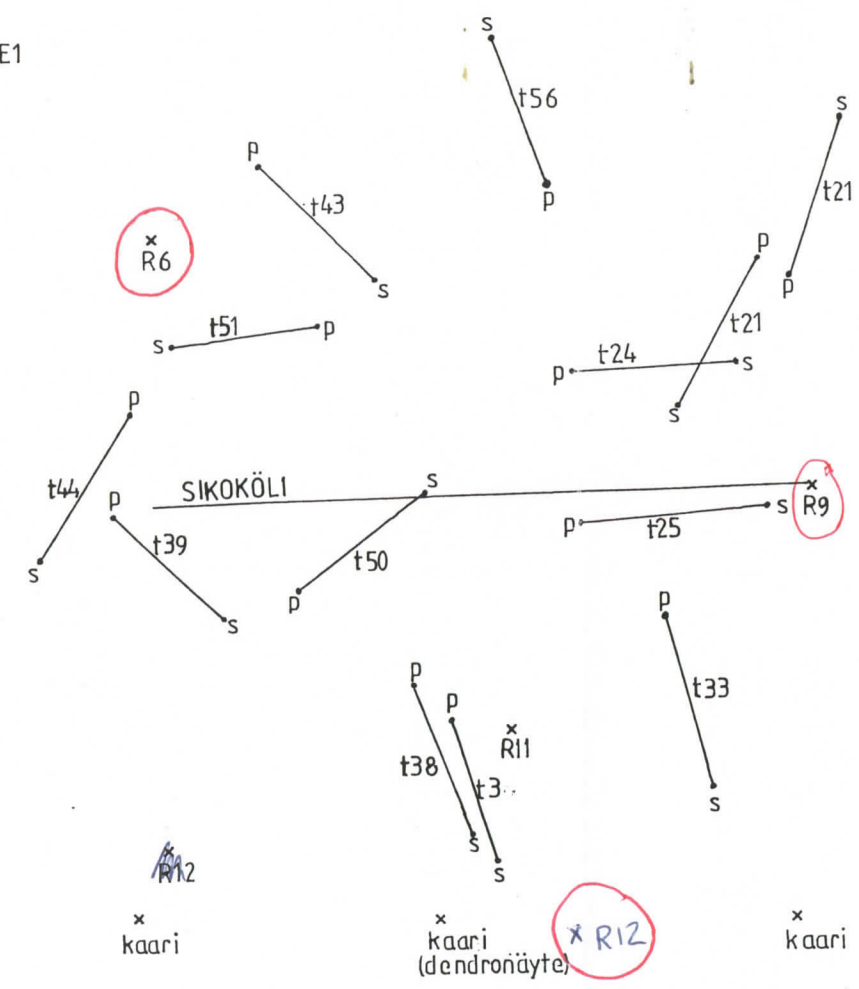 E1
s
t56
p
s
t21
p
p
t43
s
R6
p
t21
s
s
t51
p
p
t24
s
p
t44
s
SIKOKÖLI
s
t50
p
p
t39
s
p
t25
s
R9
p
t33
s
p
t38
s
p
t3
s
R11
R12
kaari
kaari
(dendronäyte)
x R12
kaari